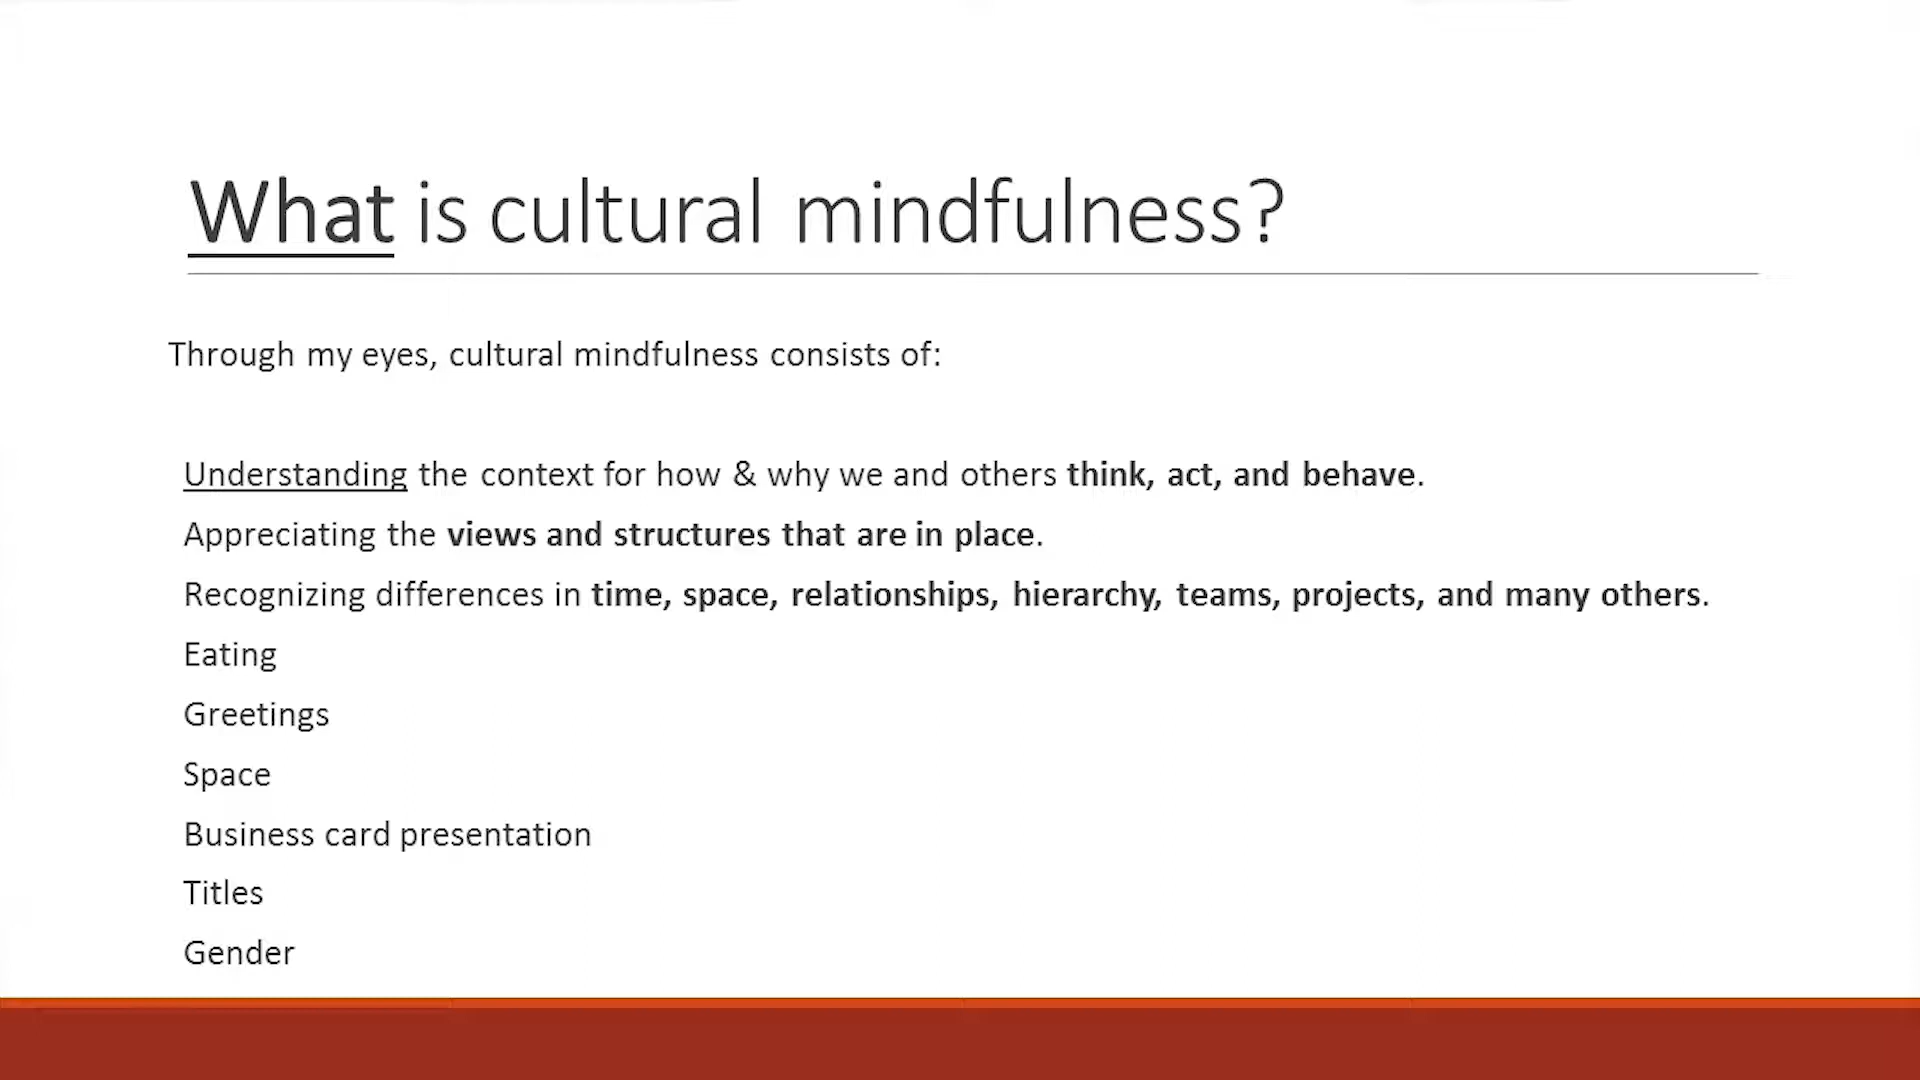 What is cultural mindfulness?
Through my eyes, cultural mindfulness consists of:
Understanding the context for how & why we and others think, act, and behave.
Appreciating the views and structures that are in place.
Recognizing differences in time, space, relationships, hierarchy, teams, projects, and many others.
Eating
Greetings
Space
Business card presentation
Titles
Gender